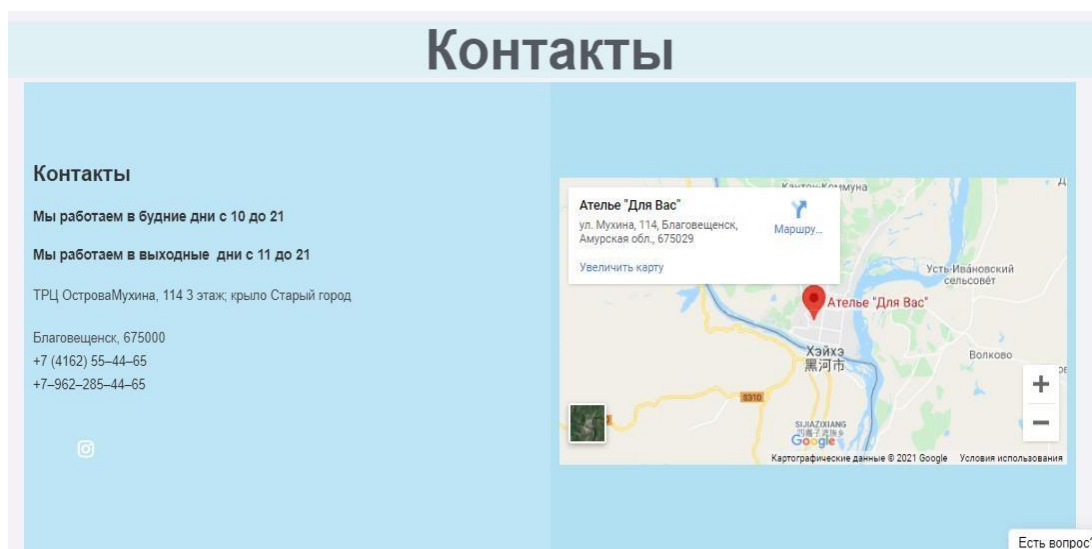 Контакты
Контакты
Мы работаем в будние дни с 10 до 21
Мы работаем в выходные дни с 11 до 21
ТРЦ ОстроваМухина, 114 3 этаж; крыло Старый город
Благовещенск, 675000
+7 (4162) 55–44–65
+7–962–285–44–65
Ателье "Для Вас"
ул. Мухина, 114, Благовещенск,
Амурская обл., 675029
Маршру...
Увеличить карту
Усть-Ива́новский
сельсовет
Ателье "Для Вас"
Хэйхэ
黑河市
Волково
S310
SIJIAZIXIANG
Google
+
−
Картографические данные © 2021 Google Условия использования
Есть вопрос